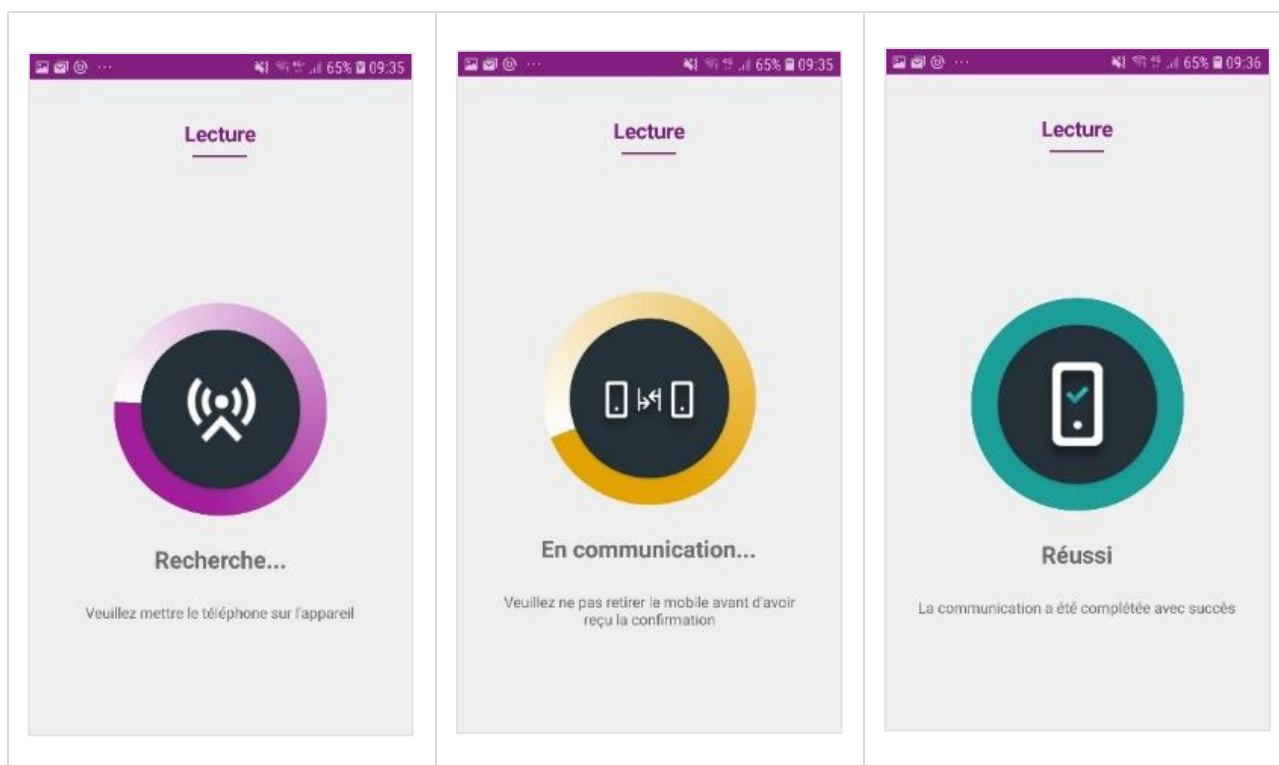 65% 09:35
Lecture
Recherche...
Veuillez mettre le téléphone sur l'appareil
65% 09:35
Lecture
En communication...
Veuillez ne pas retirer le mobile avant d'avoir
reçu la confirmation
65% 09:36
Lecture
Réussi
La communication a été complétée avec succès